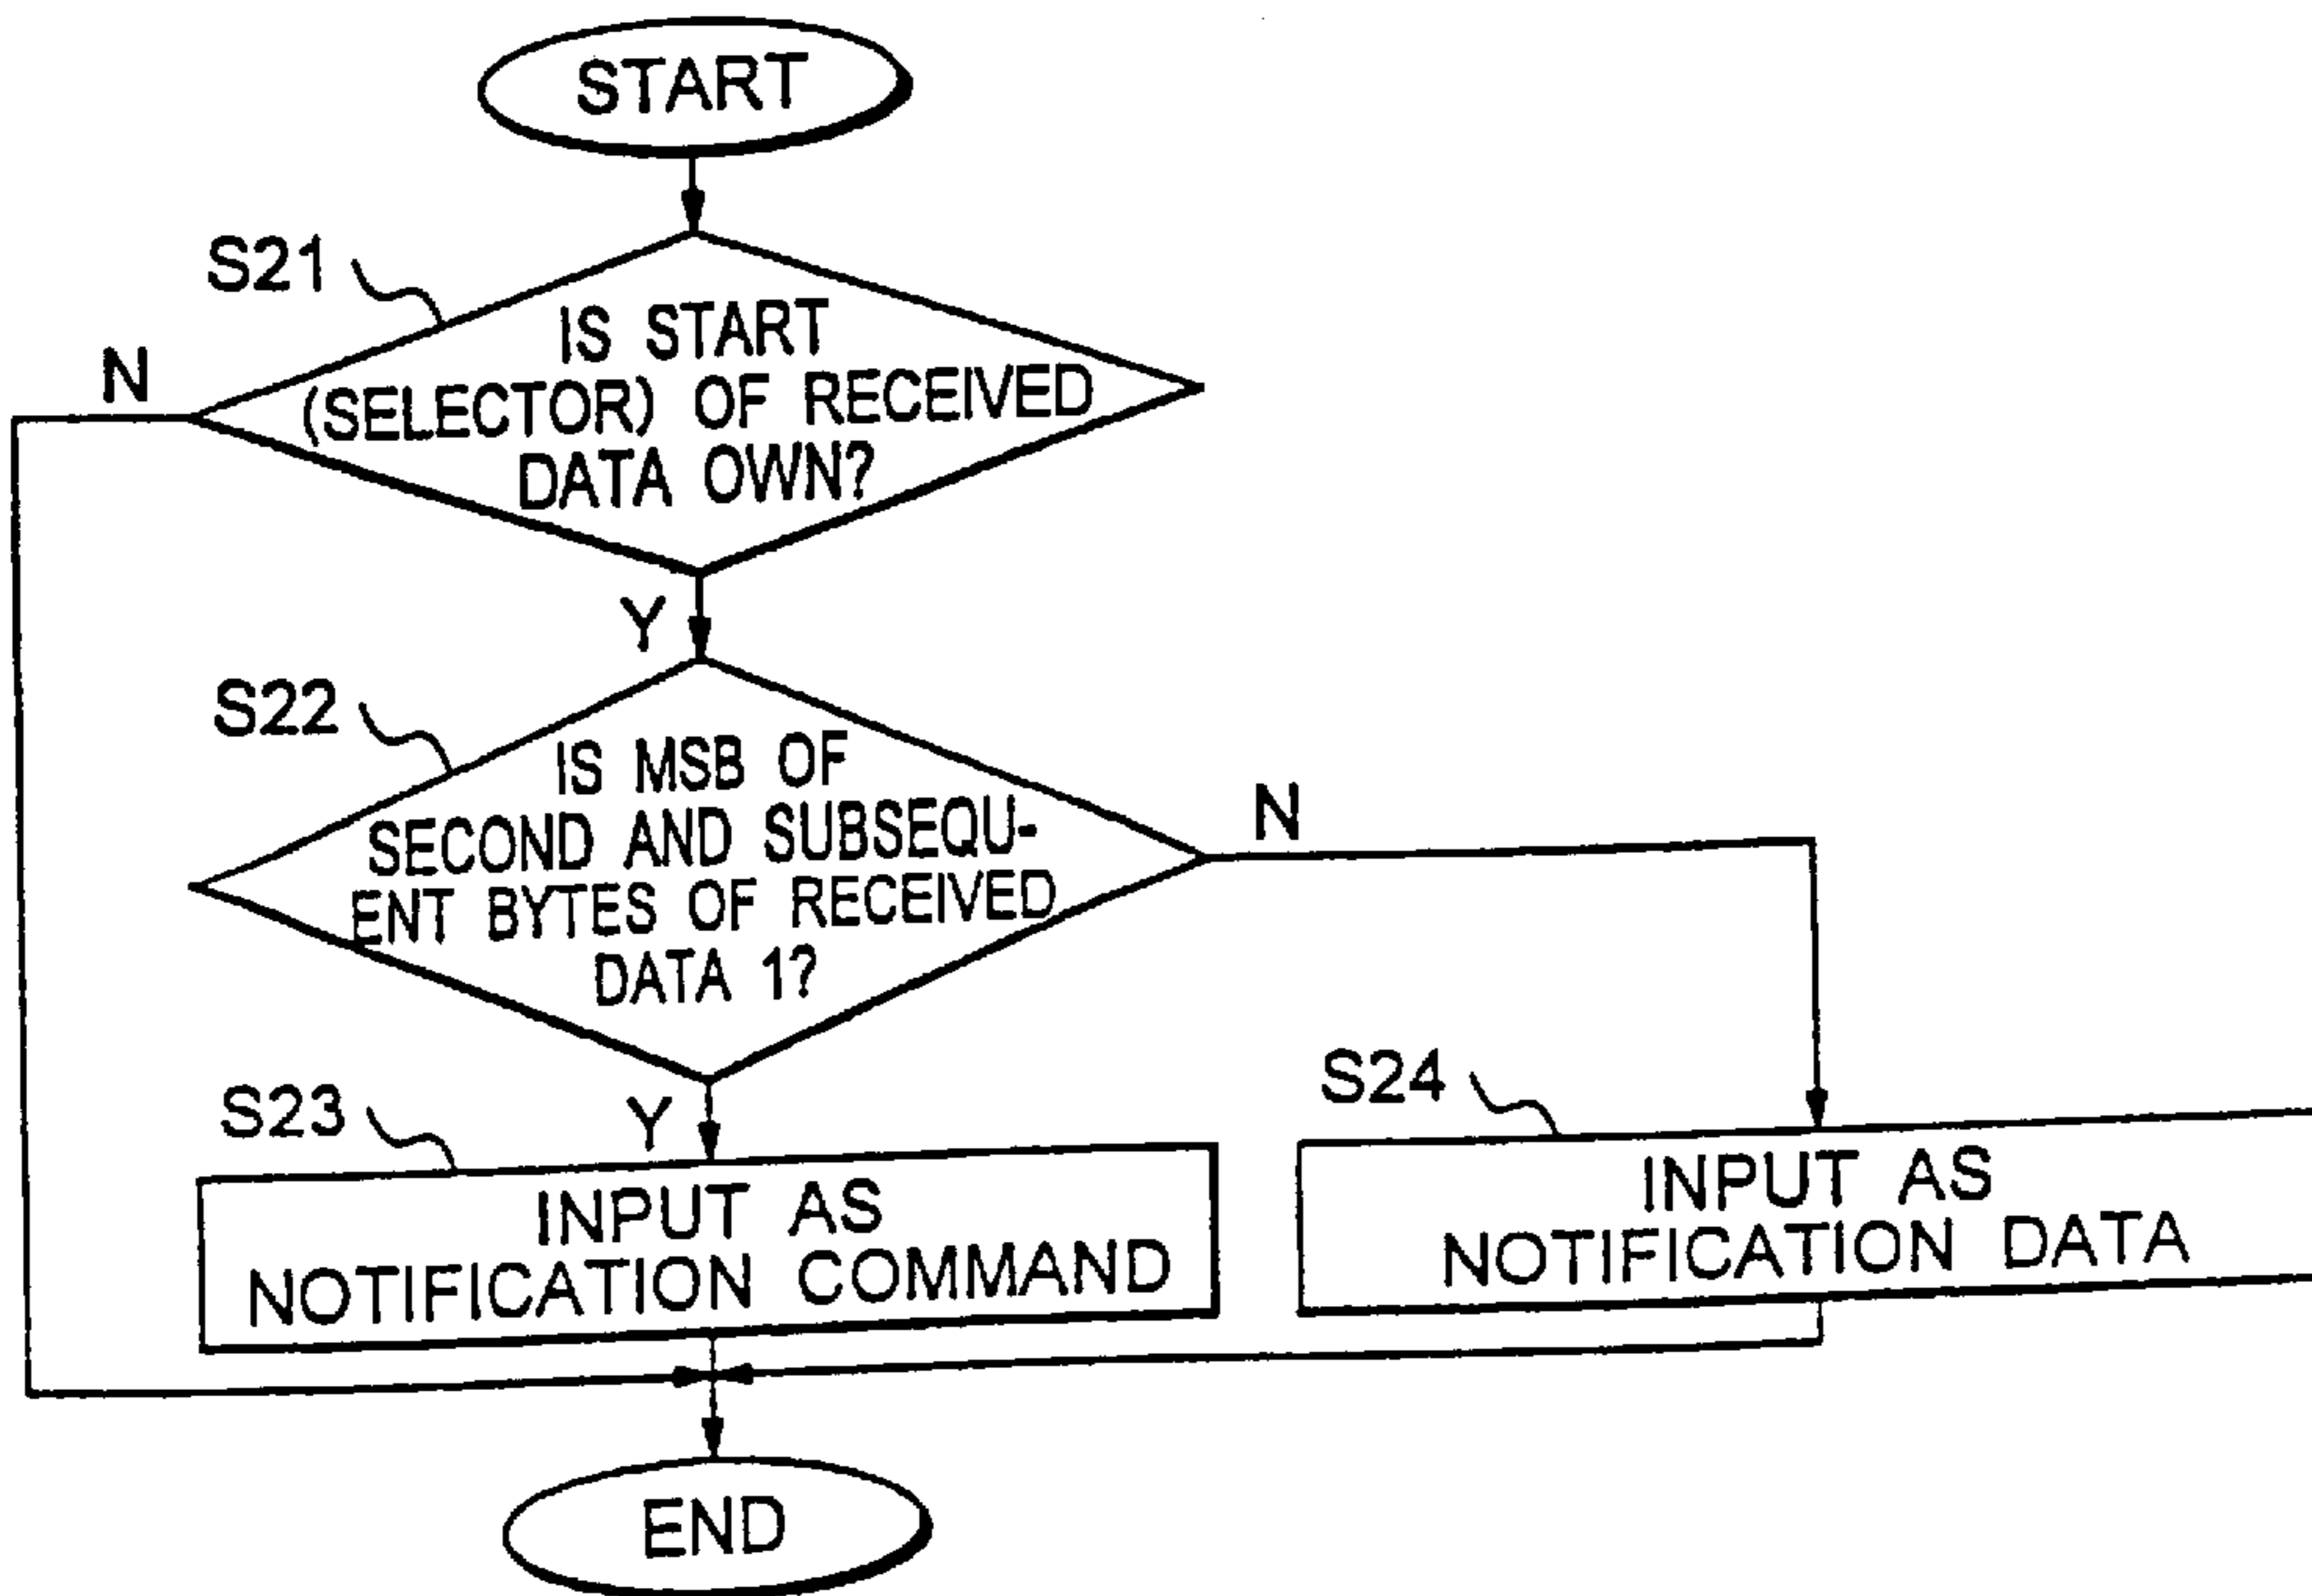 START
S21
IS START
(SELECTOR) OF RECEIVED
DATA OWN?
N
Y
S22
IS MSB OF
SECOND AND SUBSEQU-
ENT BYTES OF RECEIVED
DATA 1?
N
Y
S23
INPUT AS
NOTIFICATION COMMAND
S24
INPUT AS
NOTIFICATION DATA
END